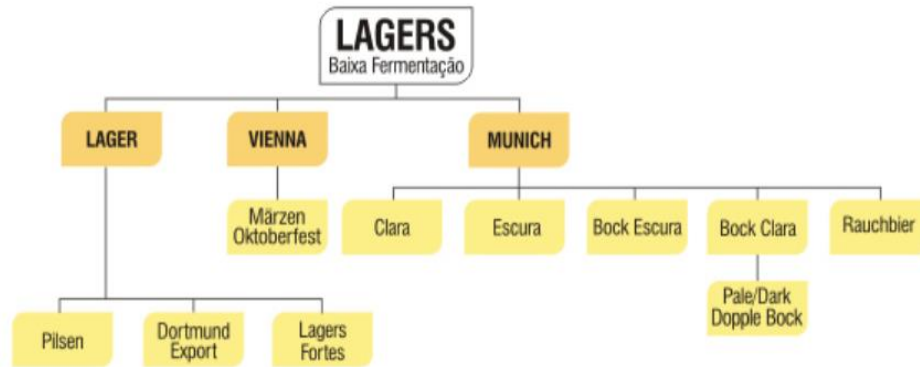 LAGERS
Baixa Fermentação
LAGER
VIENNA
MUNICH
Märzen
Oktoberfest
Clara
Escura
Bock Escura
Bock Clara
Rauchbier
Pale/Dark
Dopple Bock
Pilsen
Dortmund
Export
Lagers
Fortes